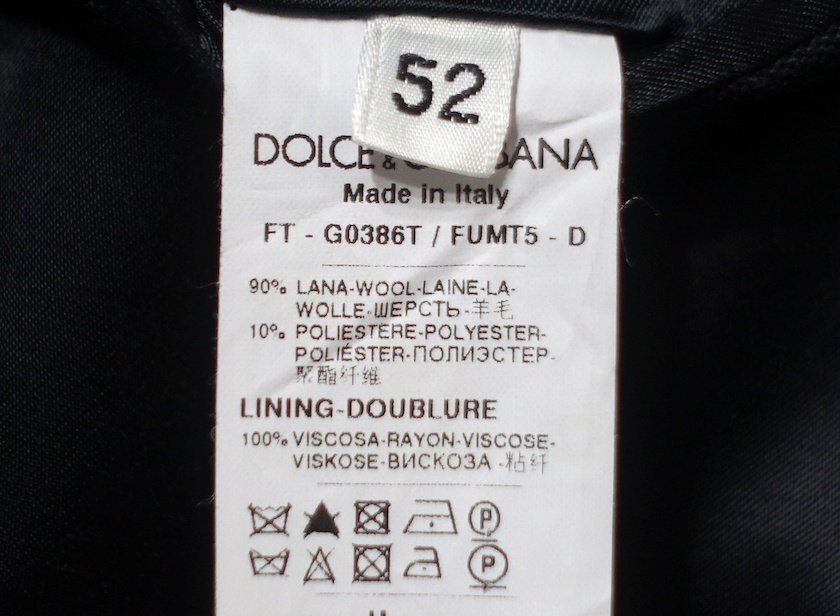 52
DOLCE & G BANA
Made in Italy
FT - G0386T / FUMT5 - D
90% LANA-WOOL-LAINE-LA-
WOLLE-ШЕРСТЬ-羊毛
10% POLIESTERE-POLYESTER-
POLIÉSTER-ПОЛИЭСТЕР-
聚酯纤维
LINING-DOUBLURE
100% VISCOSA-RAYON-VISCOSE-
VISKOSE-ВИСКОЗА -粘纤
P
P